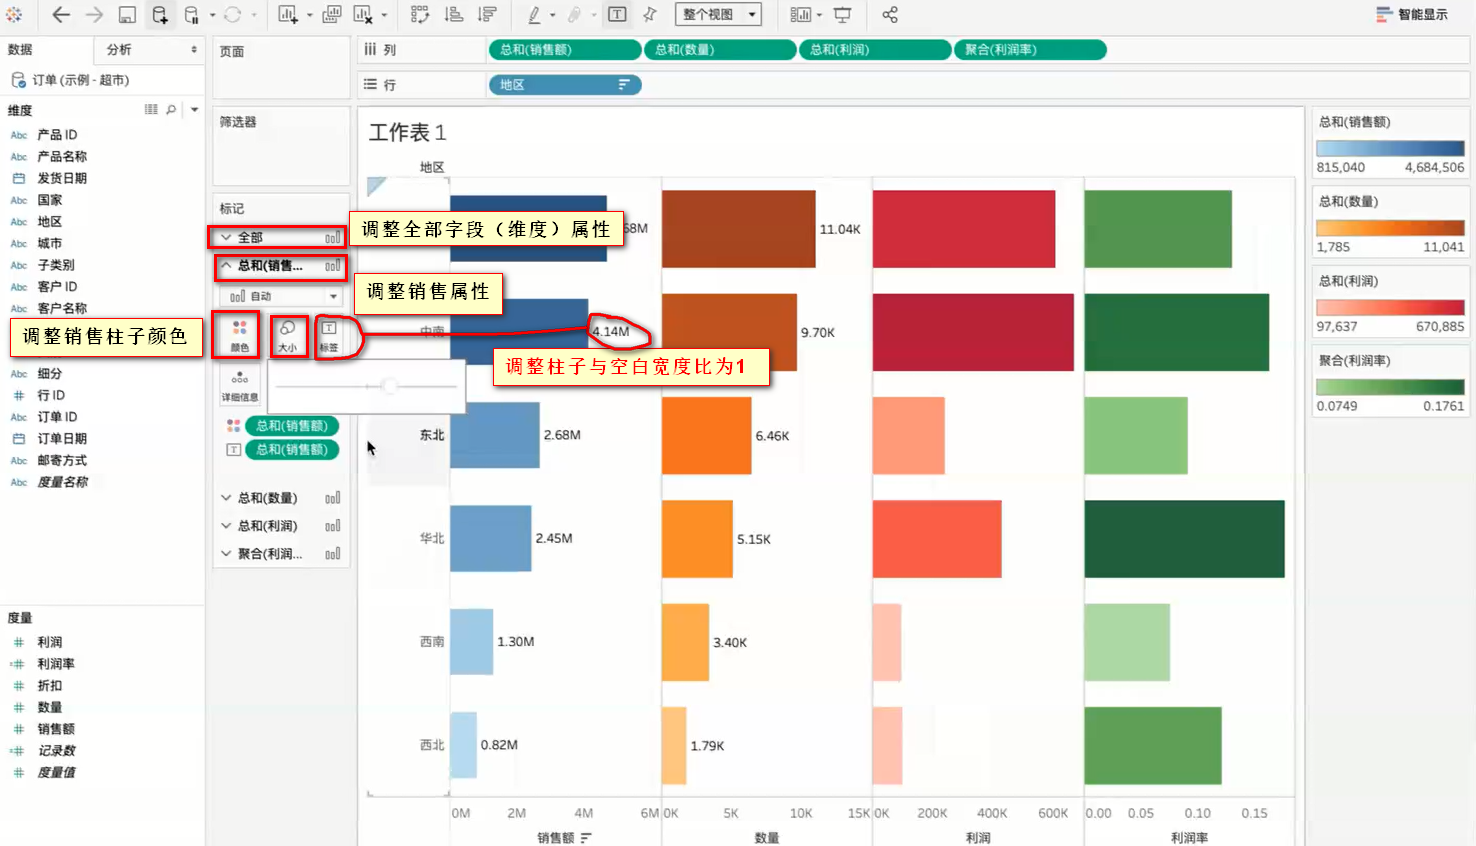 整个视图
智能显示
数据
分析
页面
列
总和(销售额)
总和(数量)
总和(利润)
聚合(利润率)
订单 (示例 - 超市)
行
地区
维度
筛选器
工作表 1
总和(销售额)
815,040
4,684,506
Abc 产品 ID
Abc 产品名称
发货日期
Abc 国家
Abc 地区
Abc 城市
Abc 子类别
Abc 客户 ID
Abc 客户名称
Abc 细分
行 ID
Abc 订单 ID
订单日期
Abc 邮寄方式
Abc 度量名称
标记
全部
总和(销售...
自动
颜色
大小
标签
详细信息
总和(销售额)
总和(销售额)
总和(数量)
总和(利润)
聚合(利润...
调整全部字段（维度）属性
调整销售属性
调整销售柱子颜色
调整柱子与空白宽度比为1
地区
68M
11.04K
中南
4.14M
9.70K
东北
2.68M
6.46K
华北
2.45M
5.15K
西南
1.30M
3.40K
西北
0.82M
1.79K
0M 2M 4M 6M
0K 5K 10K 15K
0K 200K 400K 600K
0.00 0.05 0.10 0.15
销售额
数量
利润
利润率
总和(数量)
1,785
11,041
总和(利润)
97,637
670,885
聚合(利润率)
0.0749
0.1761
度量
利润
利润率
折扣
数量
销售额
记录数
度量值